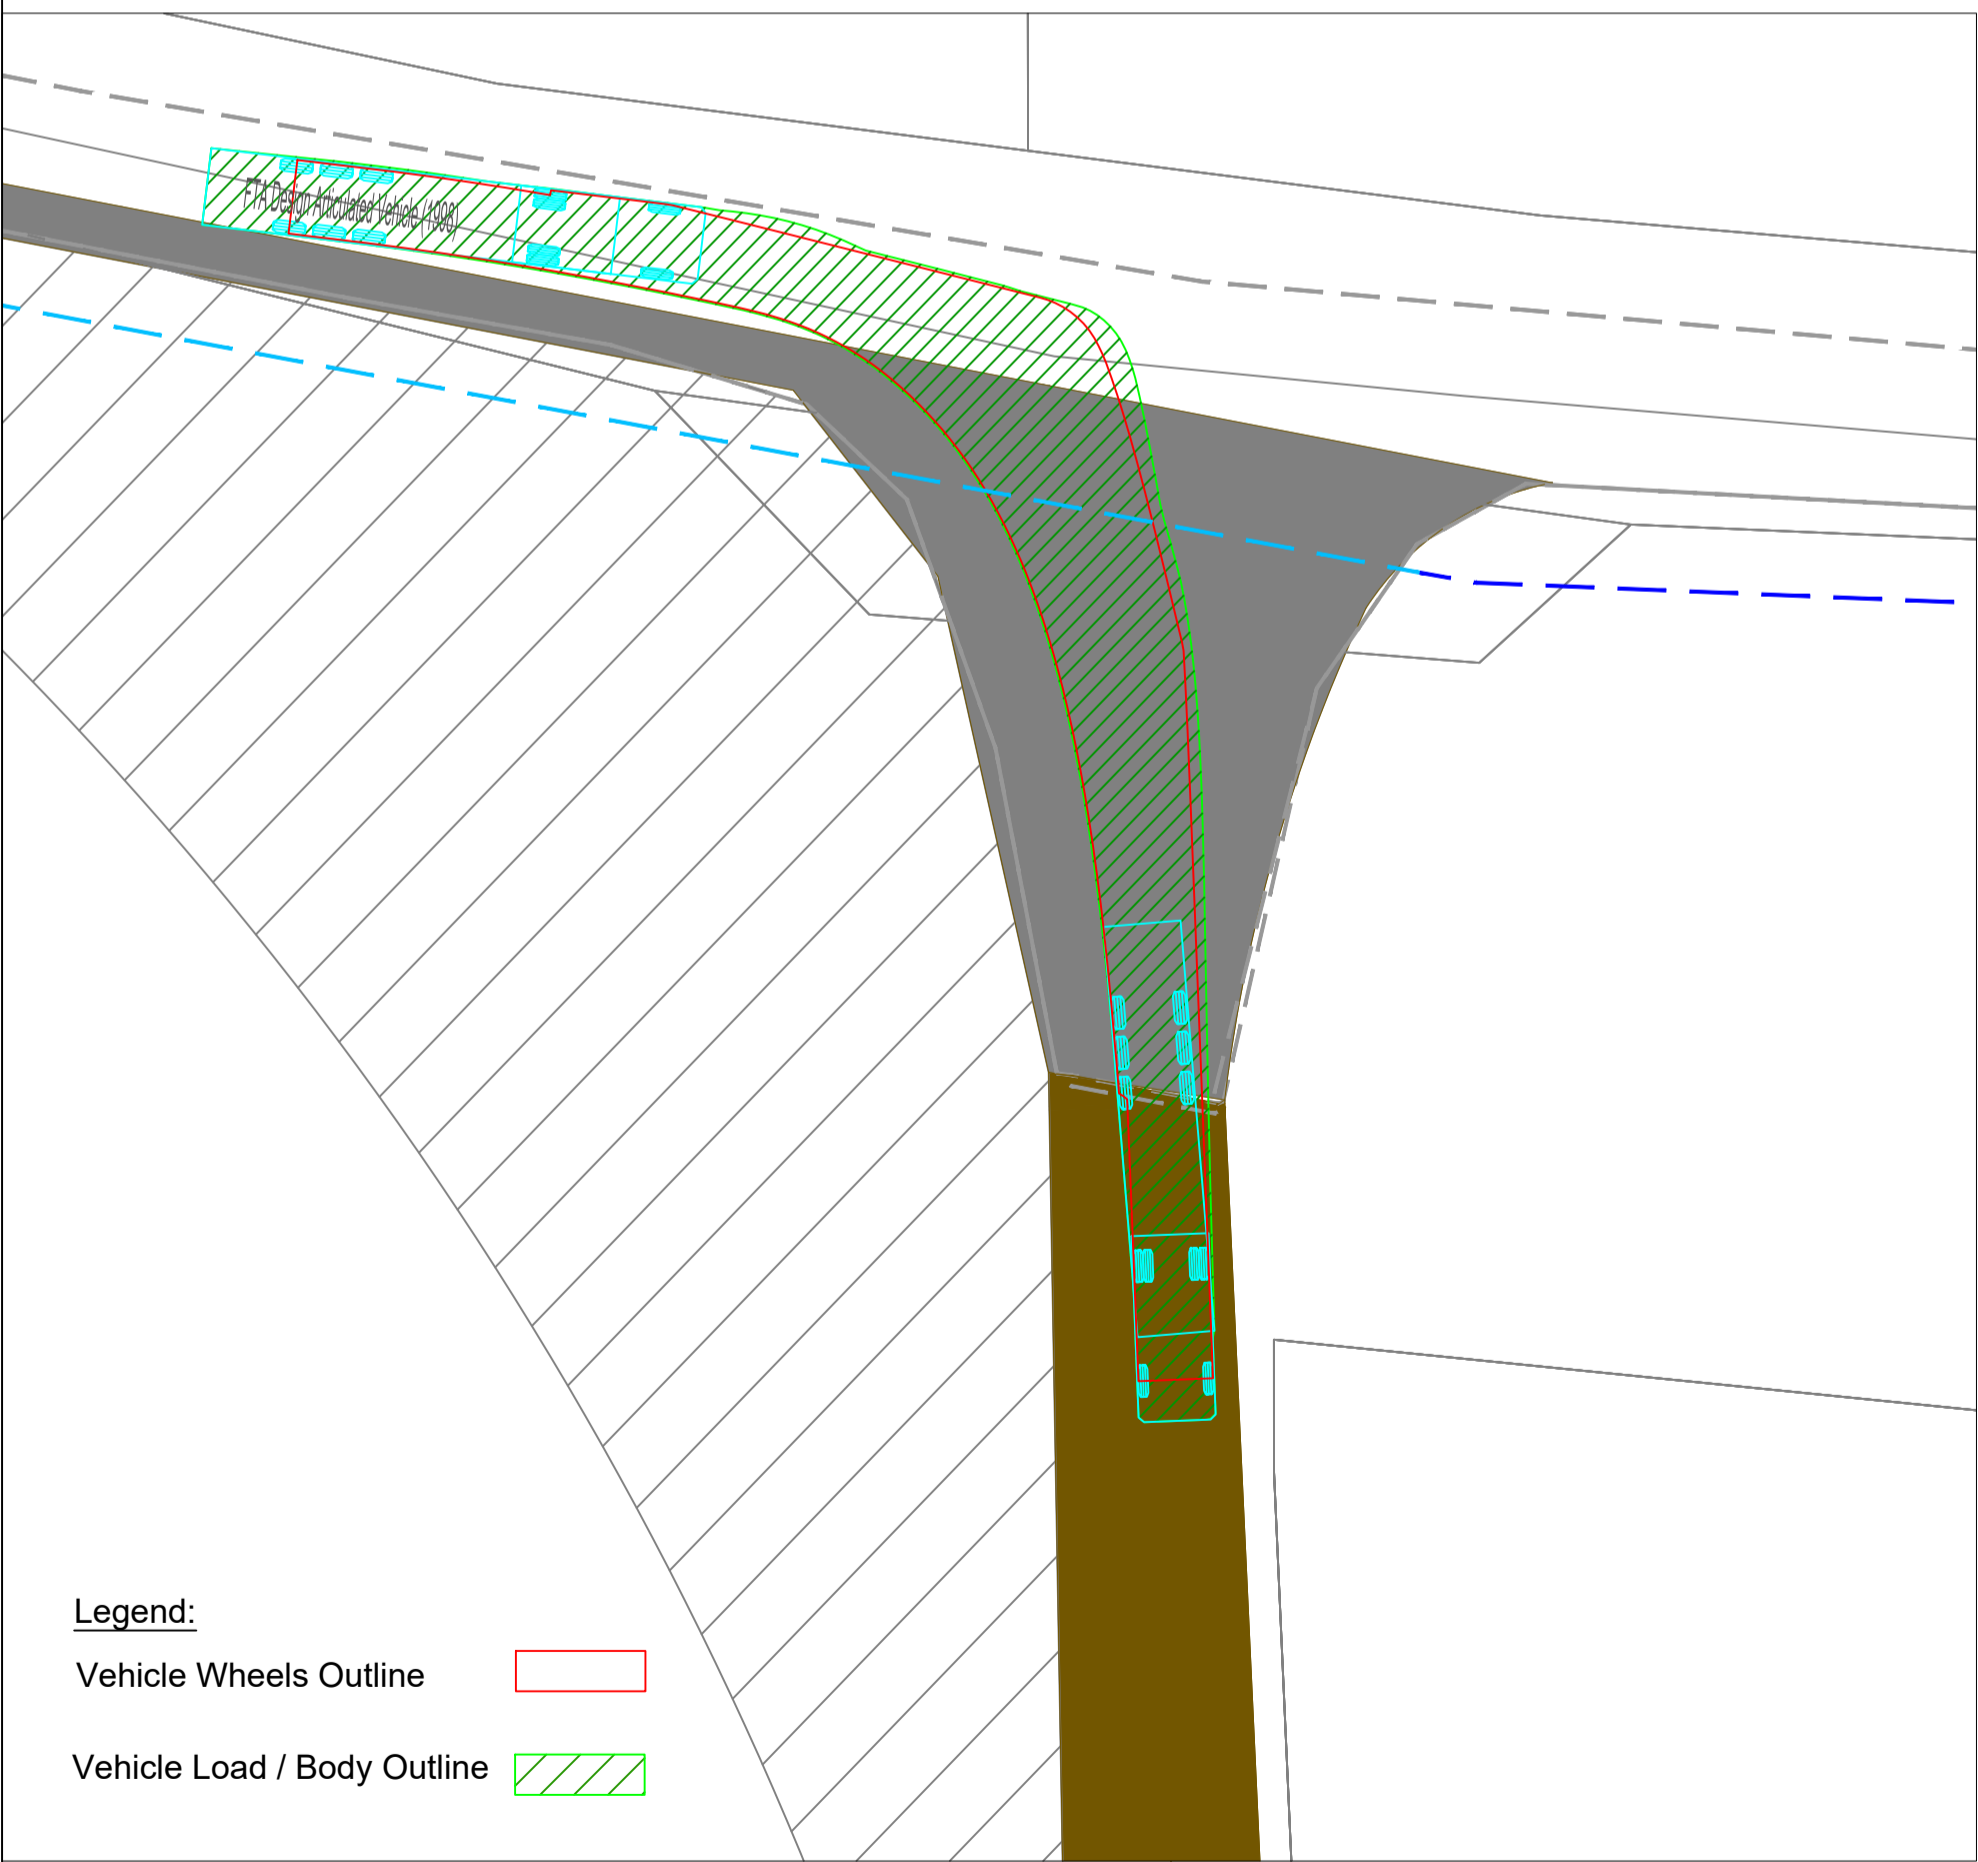 FTA Design Articulated Vehicle (1998)
Legend:
Vehicle Wheels Outline
Vehicle Load / Body Outline